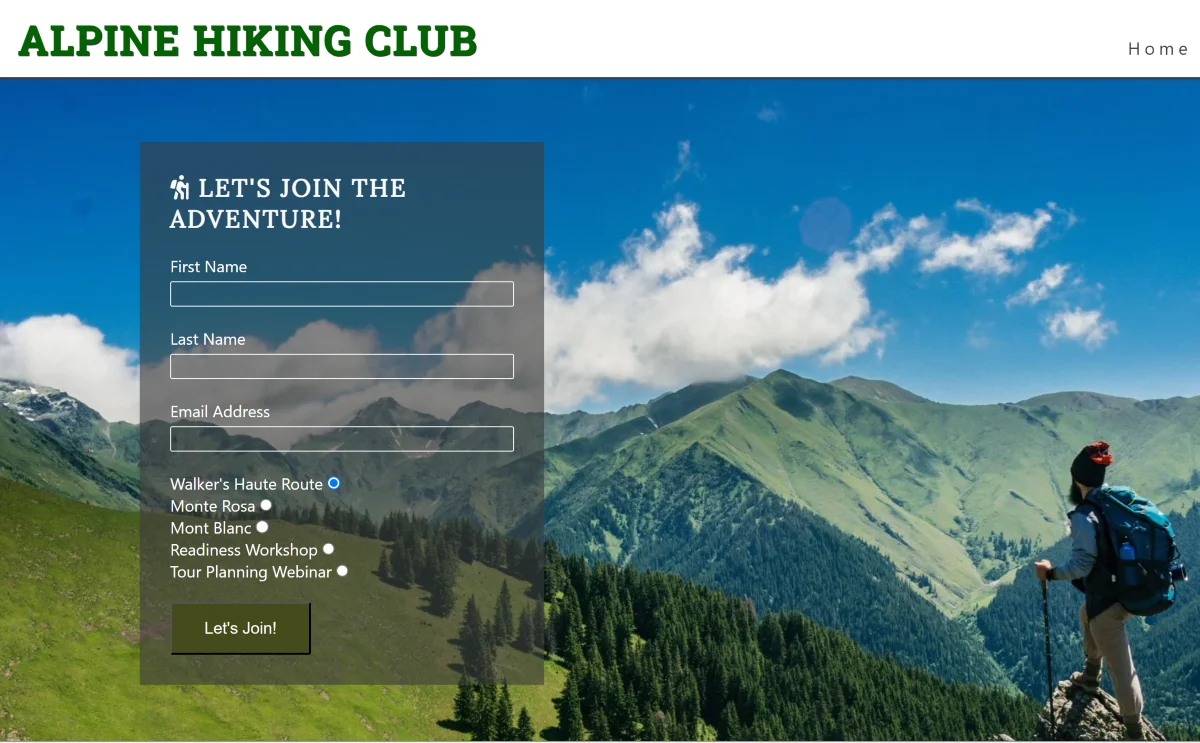 ALPINE HIKING CLUB
Home
LET'S JOIN THE
ADVENTURE!
First Name
Last Name
Email Address
Walker's Haute Route
Monte Rosa
Mont Blanc
Readiness Workshop
Tour Planning Webinar
Let's Join!